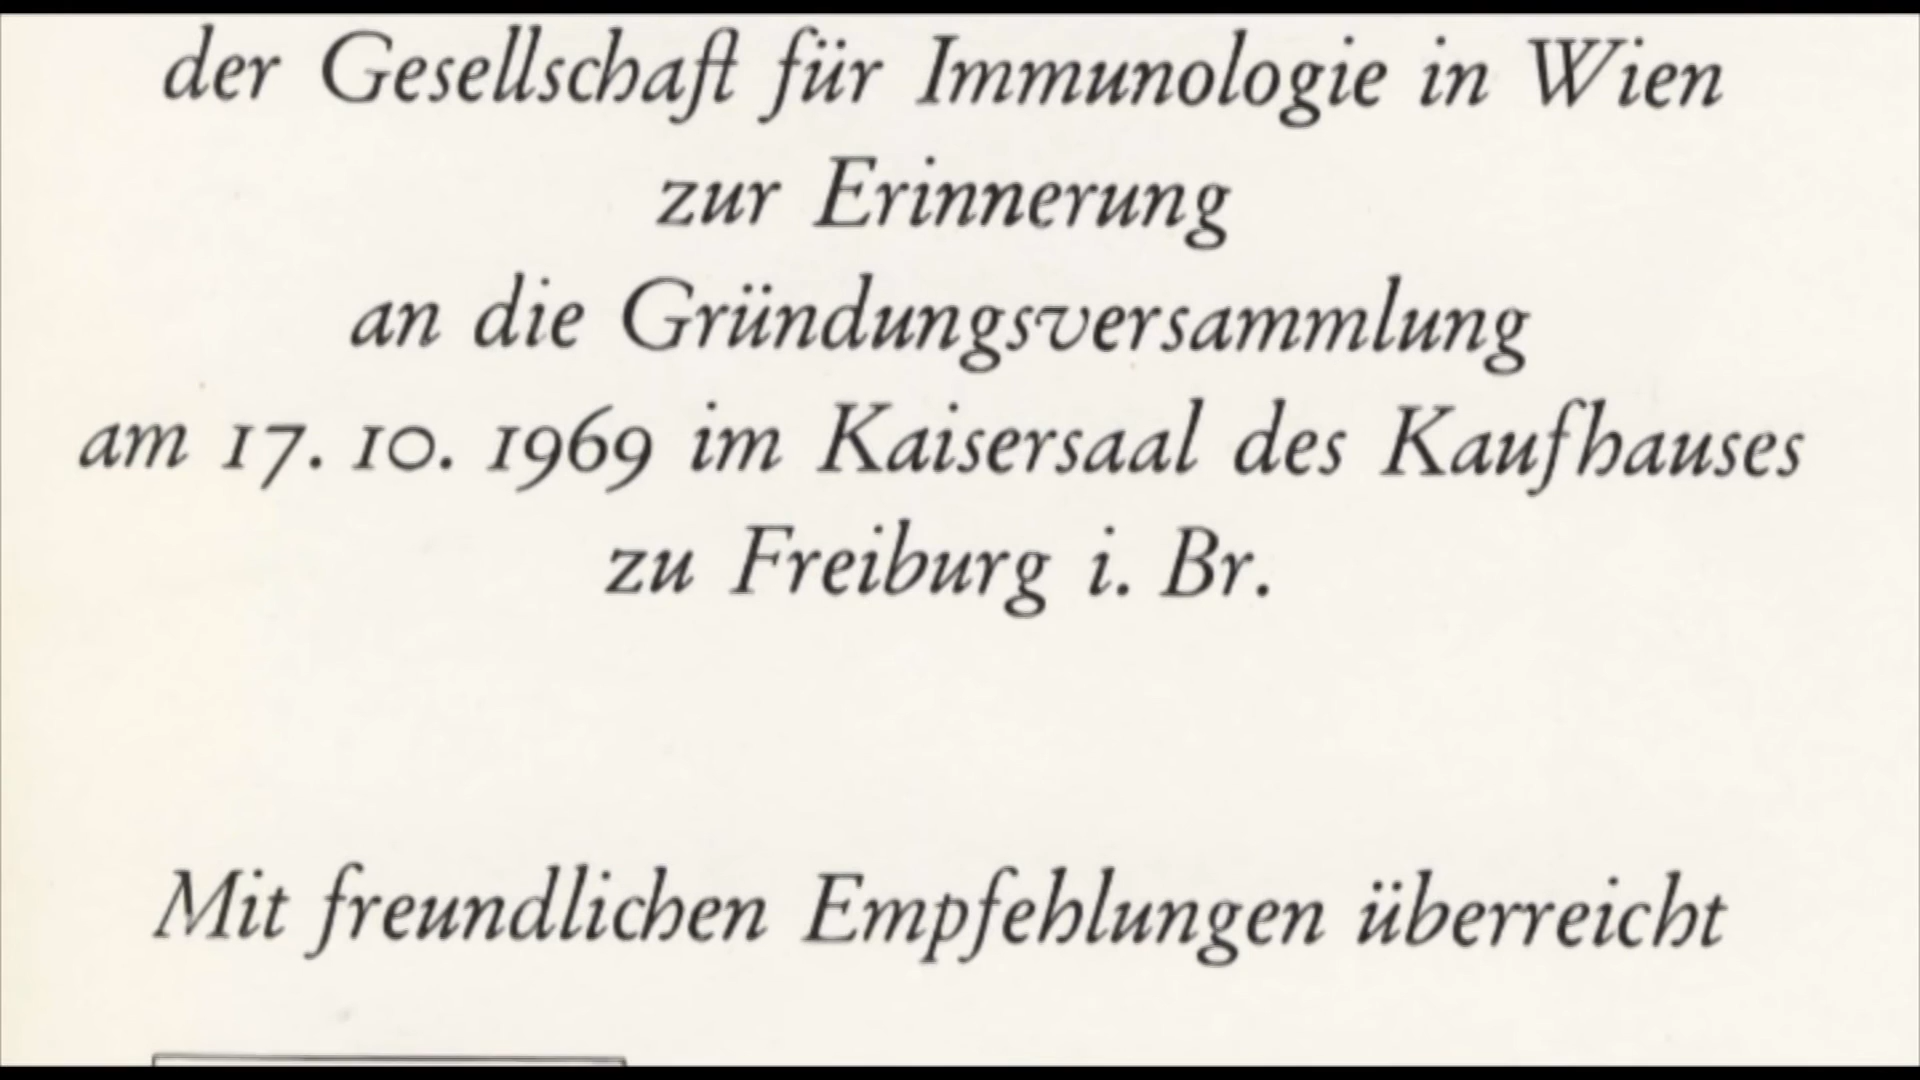 der Gesellschaft für Immunologie in Wien
zur Erinnerung
an die Gründungsversammlung
am 17. 10. 1969 im Kaisersaal des Kaufhauses
zu Freiburg i. Br.
Mit freundlichen Empfehlungen überreicht